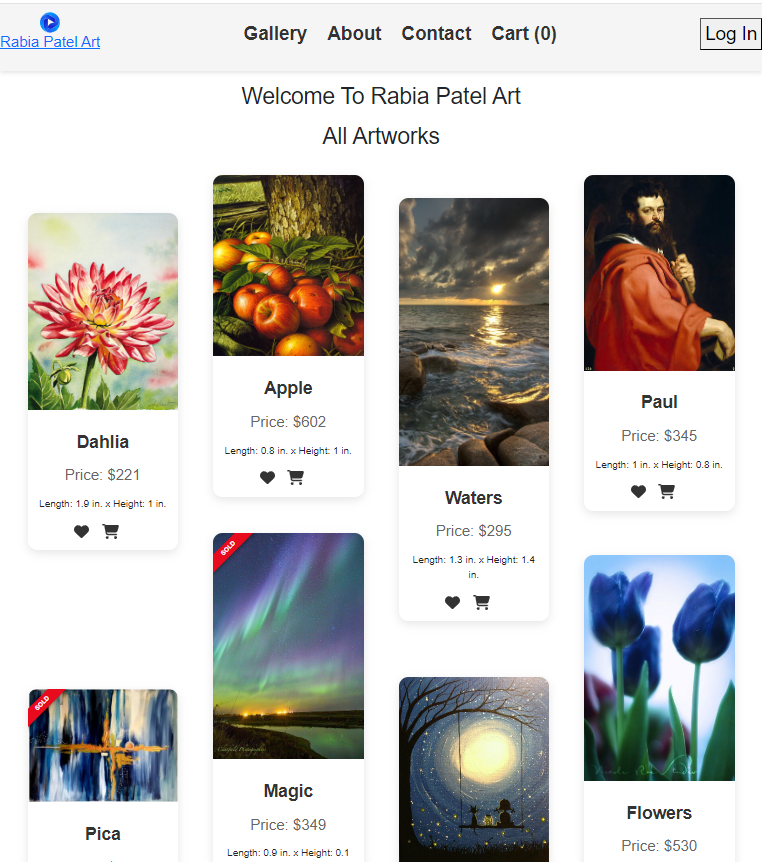 Rabia Patel Art
Gallery About Contact Cart (0)
Log In
Welcome To Rabia Patel Art
All Artworks
Dahlia
Price: $221
Length: 1.9 in. x Height: 1 in.
Apple
Price: $602
Length: 0.8 in. x Height: 1 in.
Waters
Price: $295
Length: 1.3 in. x Height: 1.4
in.
Paul
Price: $345
Length: 1 in. x Height: 0.8 in.
SOLD
Pica
SOLD
Magic
Price: $349
Length: 0.9 in. x Height: 0.1
Flowers
Price: $530